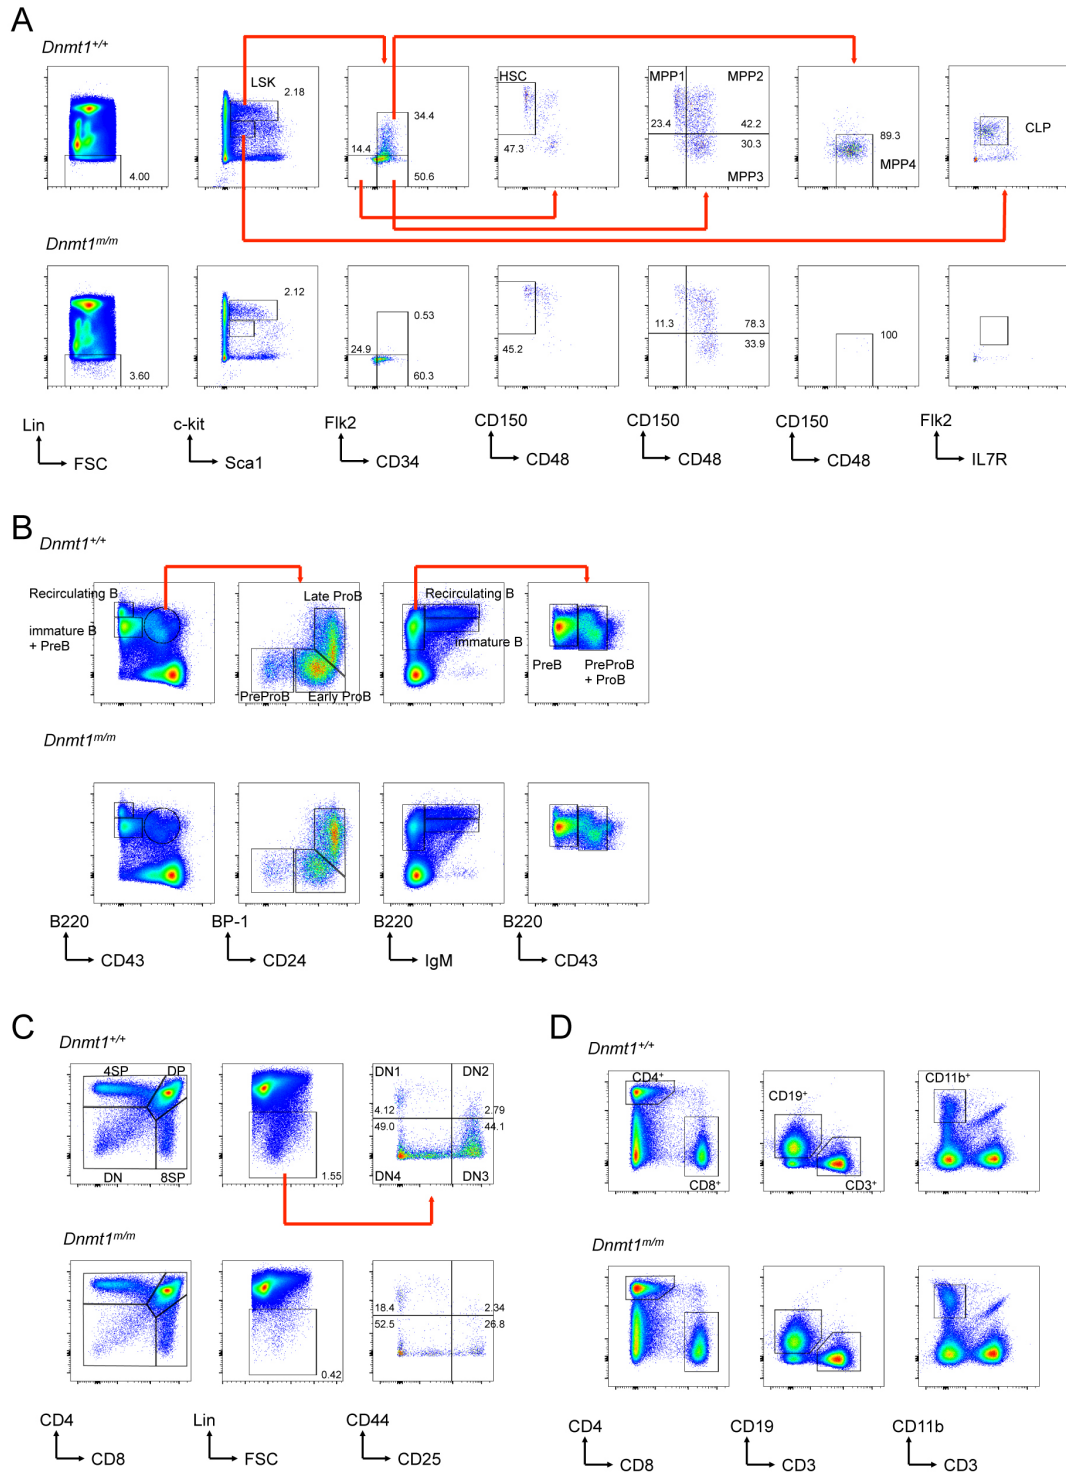 A
Dnmt1+/+
LSK
2.18
4.00
34.4
14.4
50.6
HSC
47.3
MPP1
MPP2
23.4
42.2
30.3
MPP3
89.3
MPP4
CLP
Dnmt1m/m
3.60
2.12
0.53
24.9
60.3
45.2
11.3
78.3
33.9
100
Lin
FSC
c-kit
Sca1
Flk2
CD34
CD150
CD48
CD150
CD48
CD150
CD48
Flk2
IL7R
B
Dnmt1+/+
Recirculating B
immature B
+ PreB
Late ProB
PreProB
Early ProB
Recirculating B
immature B
PreB
PreProB
+ ProB
Dnmt1m/m
B220
CD43
BP-1
CD24
B220
IgM
B220
CD43
C
Dnmt1+/+
4SP
DP
DN
8SP
1.55
DN1
DN2
4.12
2.79
49.0
44.1
DN4
DN3
Dnmt1m/m
0.42
18.4
2.34
52.5
26.8
CD4
CD8
Lin
FSC
CD44
CD25
D
Dnmt1+/+
CD4+
CD8+
CD19+
CD3+
CD11b+
Dnmt1m/m
CD4
CD8
CD19
CD3
CD11b
CD3